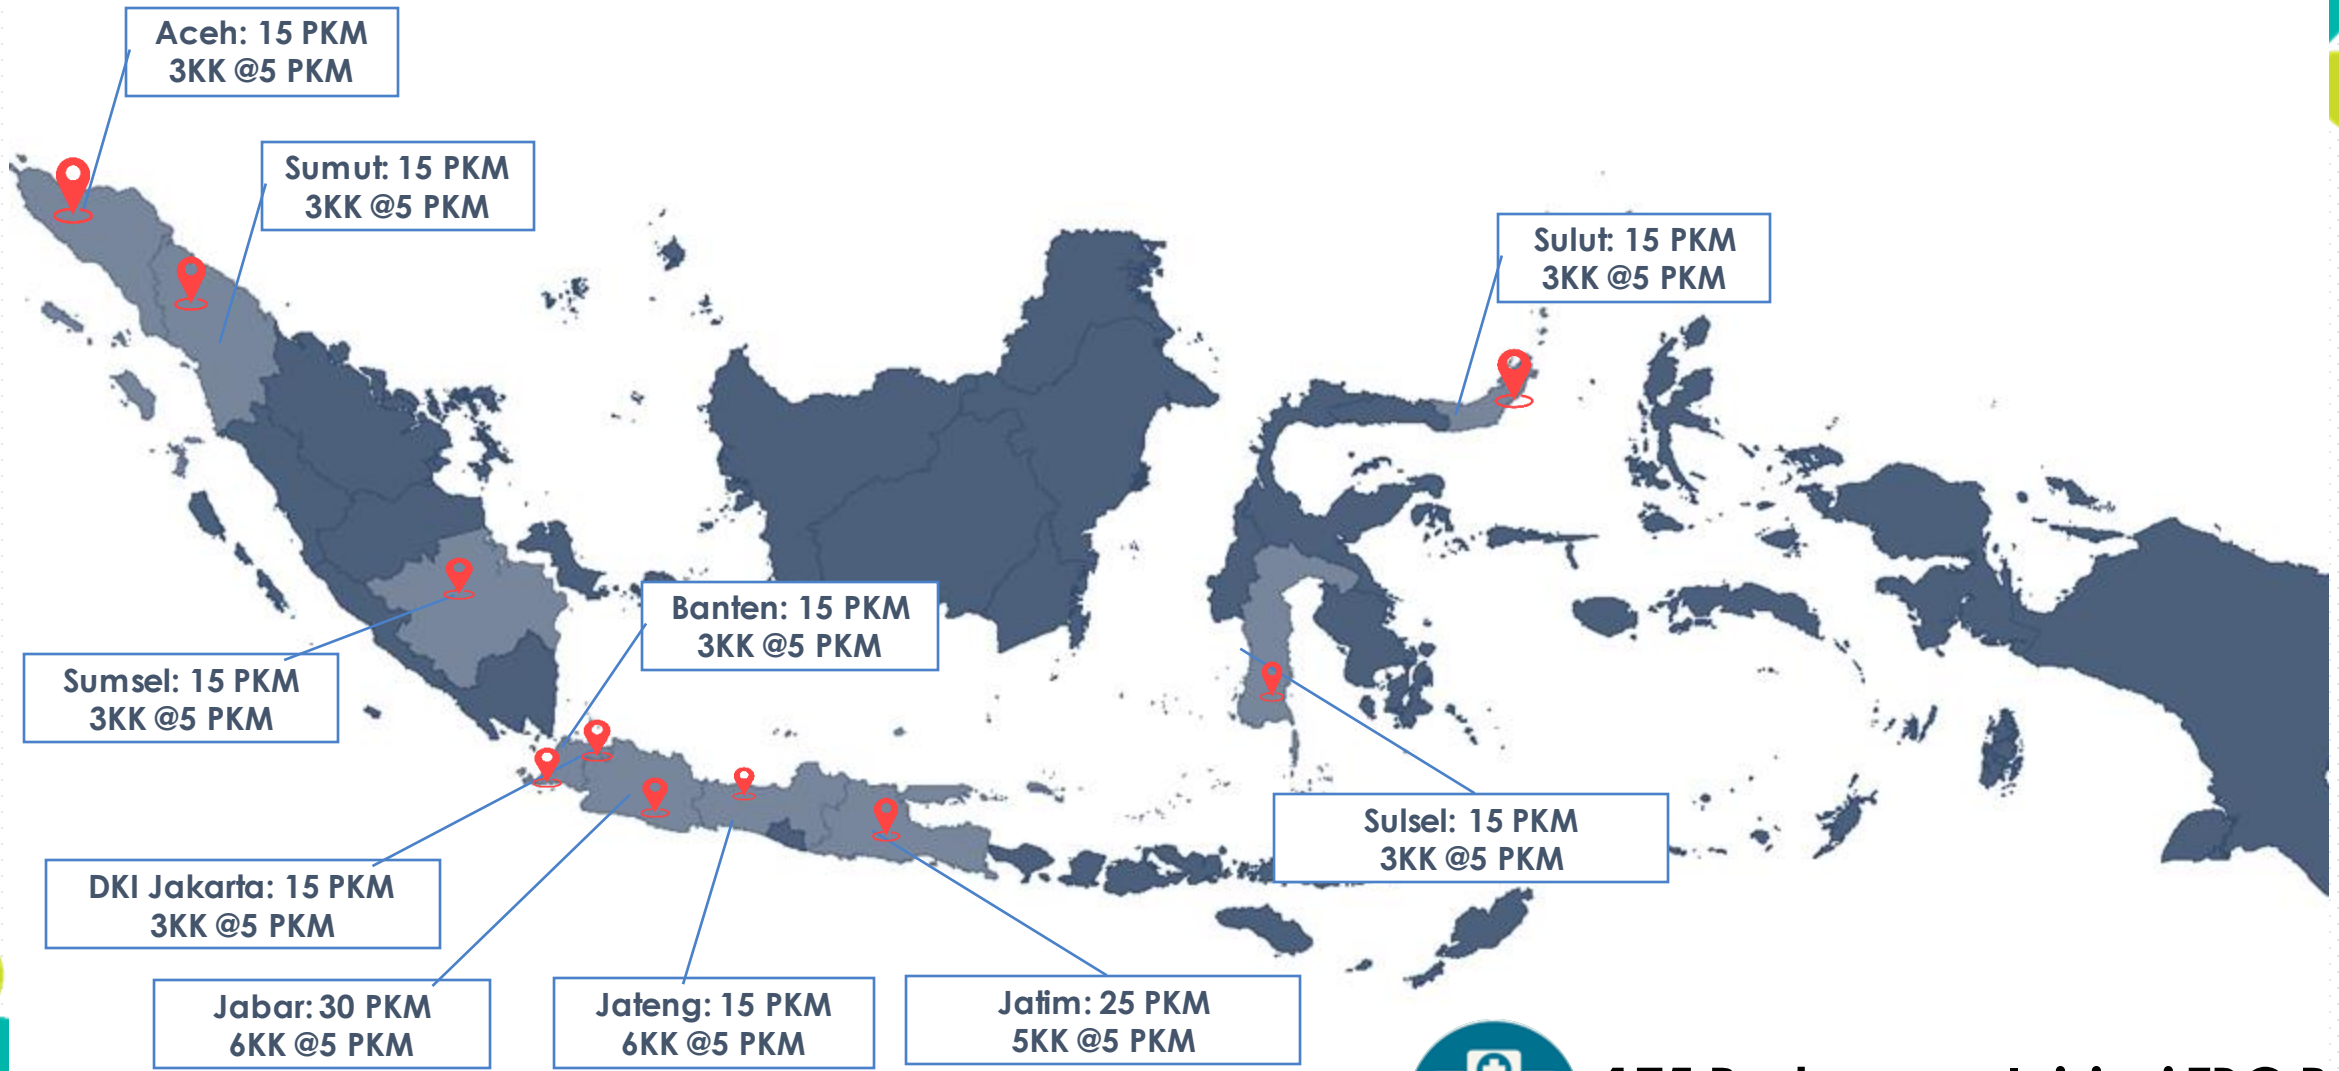 Aceh: 15 PKM
3KK @5 PKM
Sumut: 15 PKM
3KK @5 PKM
Sulut: 15 PKM
3KK @5 PKM
Banten: 15 PKM
3KK @5 PKM
Sumsel: 15 PKM
3KK @5 PKM
Sulsel: 15 PKM
3KK @5 PKM
DKI Jakarta: 15 PKM
3KK @5 PKM
Jabar: 30 PKM
6KK @5 PKM
Jateng: 15 PKM
6KK @5 PKM
Jatim: 25 PKM
5KK @5 PKM